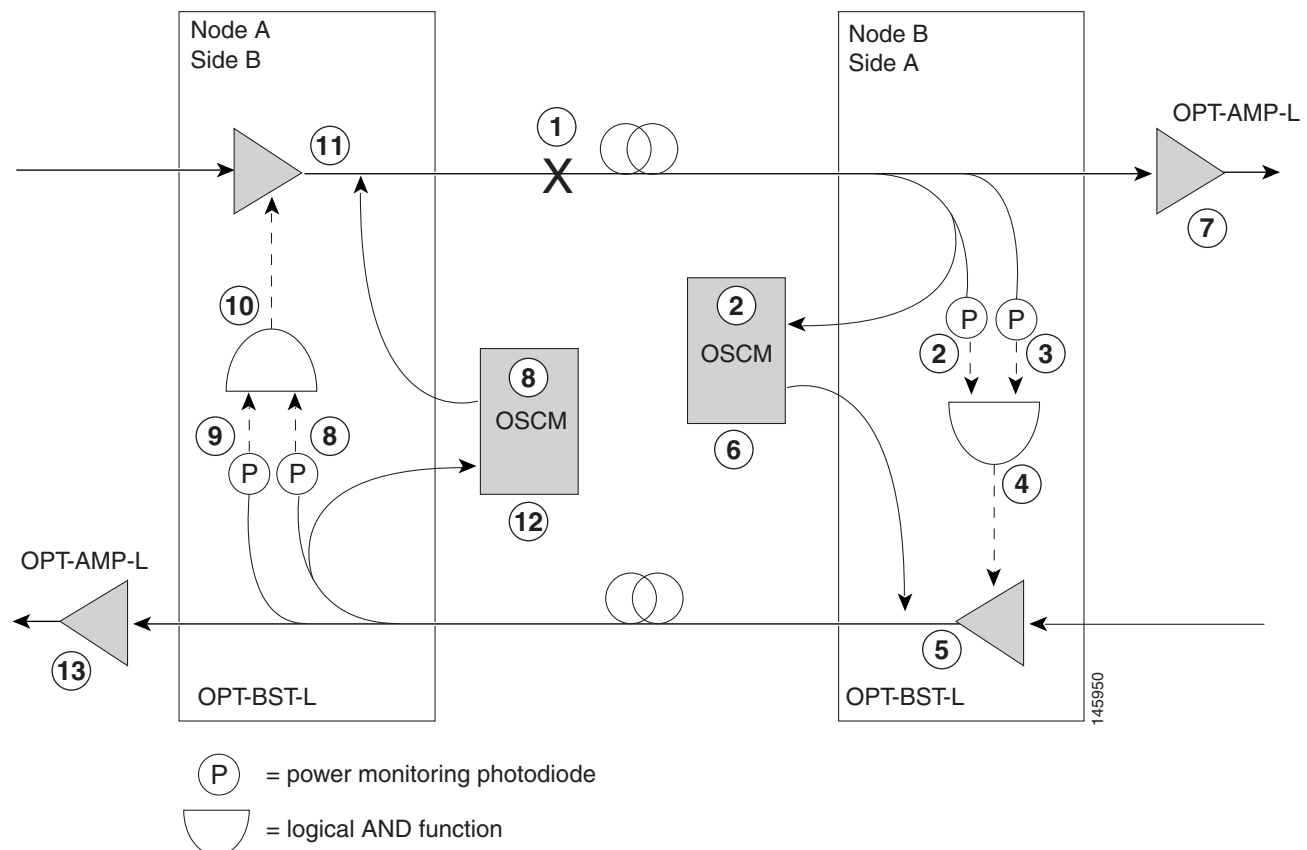 Node A
Side B
Node B
Side A
OPT-AMP-L
1
11
X
7
10
2
OSCM
P
P
2
3
8
OSCM
9
8
6
P
P
4
12
OPT-AMP-L
13
5
OPT-BST-L
OPT-BST-L
145950
P = power monitoring photodiode
= logical AND function